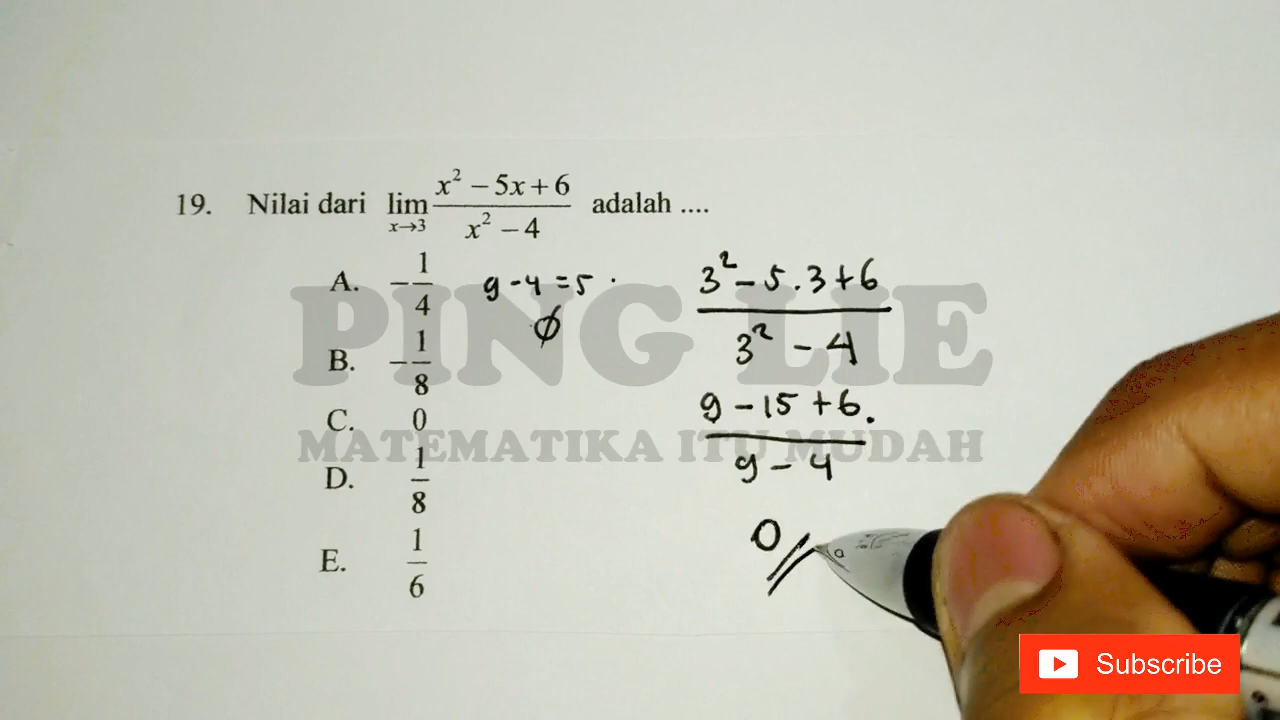 19. Nilai dari lim x→3 x² − 5x + 6 / x² − 4 adalah ....
A. −1/4
B. −1/8
C. 0
D. 1/8
E. 1/6
9 - 4 = 5
0
3² - 5 . 3 + 6
3² - 4
9 - 15 + 6 .
9 - 4
0
PING LIE
MATEMATIKA ITU MUDAH
Subscribe